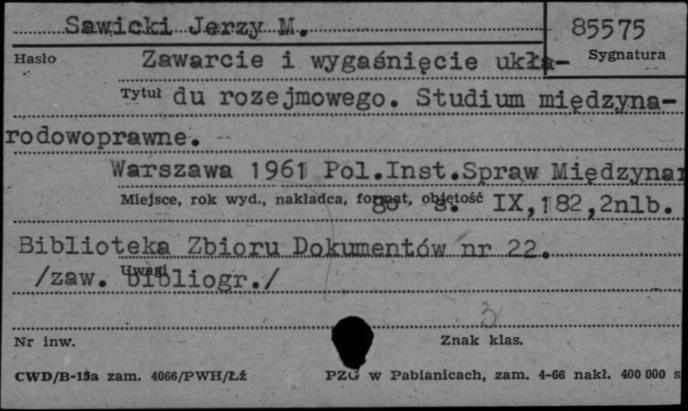 Sawicki Jerzy M.
85575
Hasło
Sygnatura
Zawarcie i wygaśnięcie ukła-
Tytuł
du rozejmowego. Studium międzyna-
rodowoprawne.
Warszawa 1961 Pol.Inst.Spraw Międzynar
Miejsce, rok wyd., nakładca, format, objętość
go s. IX,182,2nlb.
Biblioteka Zbioru Dokumentów nr 22.
Uwagi
/zaw. bibliogr./
3
Nr inw.
Znak klas.
CWD/B-13a zam. 4066/PWH/Łź
PZG w Pabianicach, zam. 4-66 nakł. 400 000 s